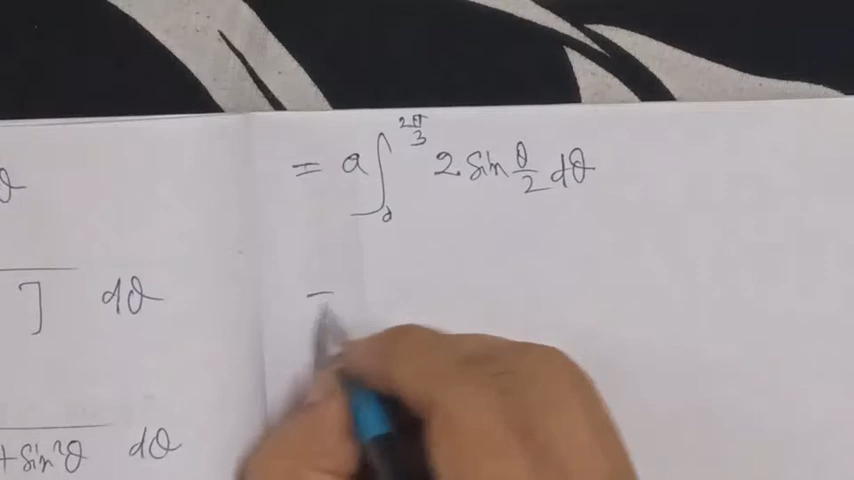 θ
] dθ
+ Sin²θ dθ
= a ∫₀^{2π/3} 2 Sin θ/2 dθ
=